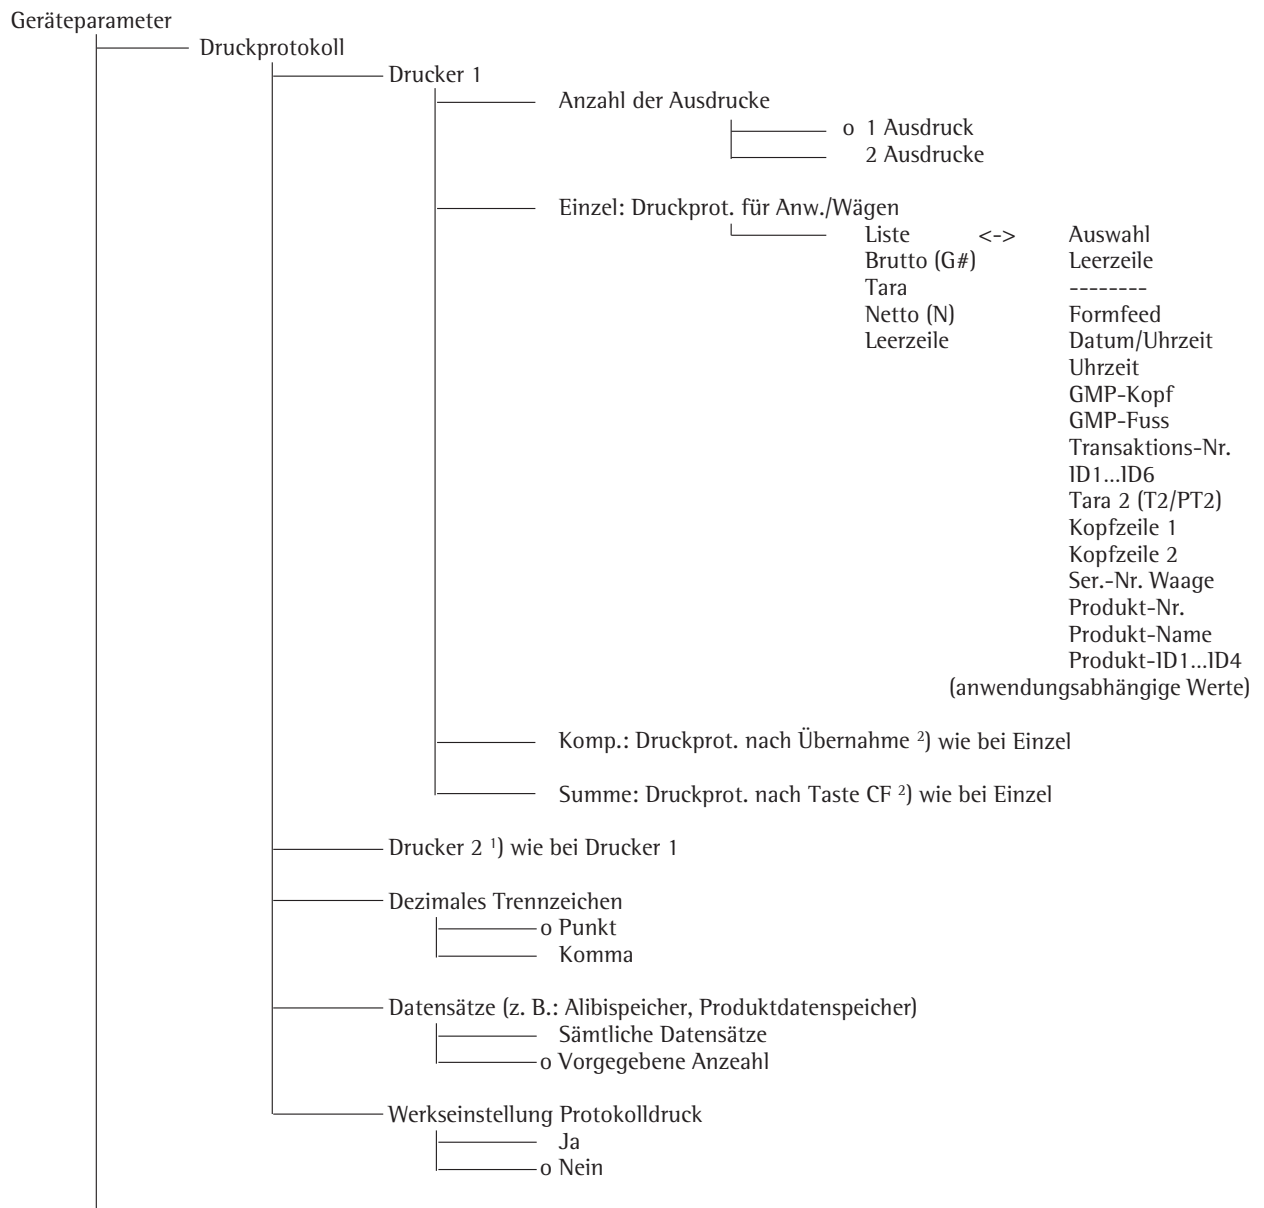 Geräteparameter
Druckprotokoll
Drucker 1
Anzahl der Ausdrucke
o 1 Ausdruck
2 Ausdrucke
Einzel: Druckprot. für Anw./Wägen
Liste <-> Auswahl
Brutto (G#) Leerzeile
Tara --------
Netto (N) Formfeed
Leerzeile Datum/Uhrzeit
Uhrzeit
GMP-Kopf
GMP-Fuss
Transaktions-Nr.
ID1...ID6
Tara 2 (T2/PT2)
Kopfzeile 1
Kopfzeile 2
Ser.-Nr. Waage
Produkt-Nr.
Produkt-Name
Produkt-ID1...ID4
(anwendungsabhängige Werte)
Komp.: Druckprot. nach Übernahme ²) wie bei Einzel
Summe: Druckprot. nach Taste CF ²) wie bei Einzel
Drucker 2 ¹) wie bei Drucker 1
Dezimales Trennzeichen
o Punkt
Komma
Datensätze (z. B.: Alibispeicher, Produktdatenspeicher)
Sämtliche Datensätze
o Vorgegebene Anzeahl
Werkseinstellung Protokolldruck
Ja
o Nein